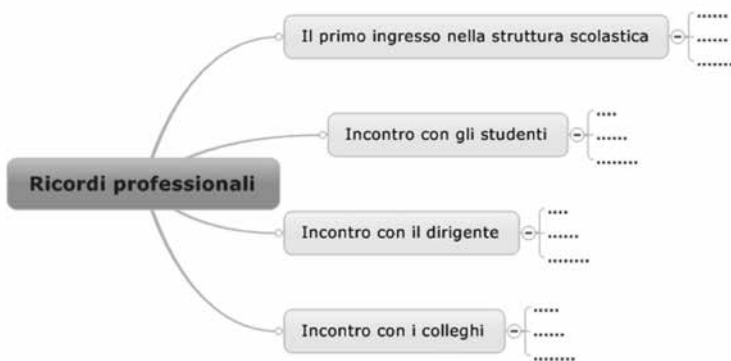 Il primo ingresso nella struttura scolastica
......
......
.......
Incontro con gli studenti
....
......
........
Ricordi professionali
Incontro con il dirigente
....
......
........
Incontro con i colleghi
.....
......
........